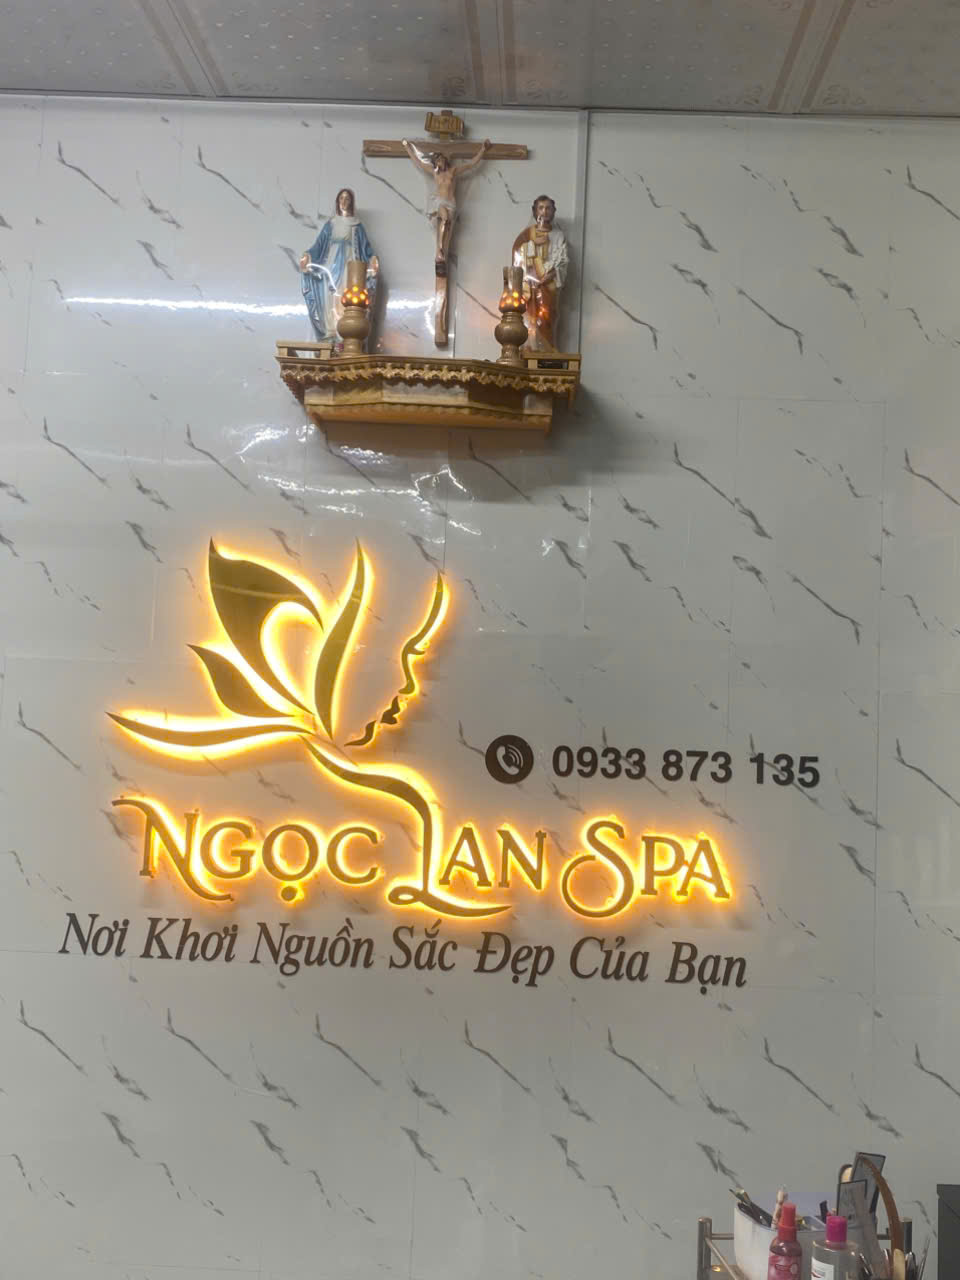 0933 873 135
NGỌC LAN SPA
Nơi Khơi Nguồn Sắc Đẹp Của Bạn